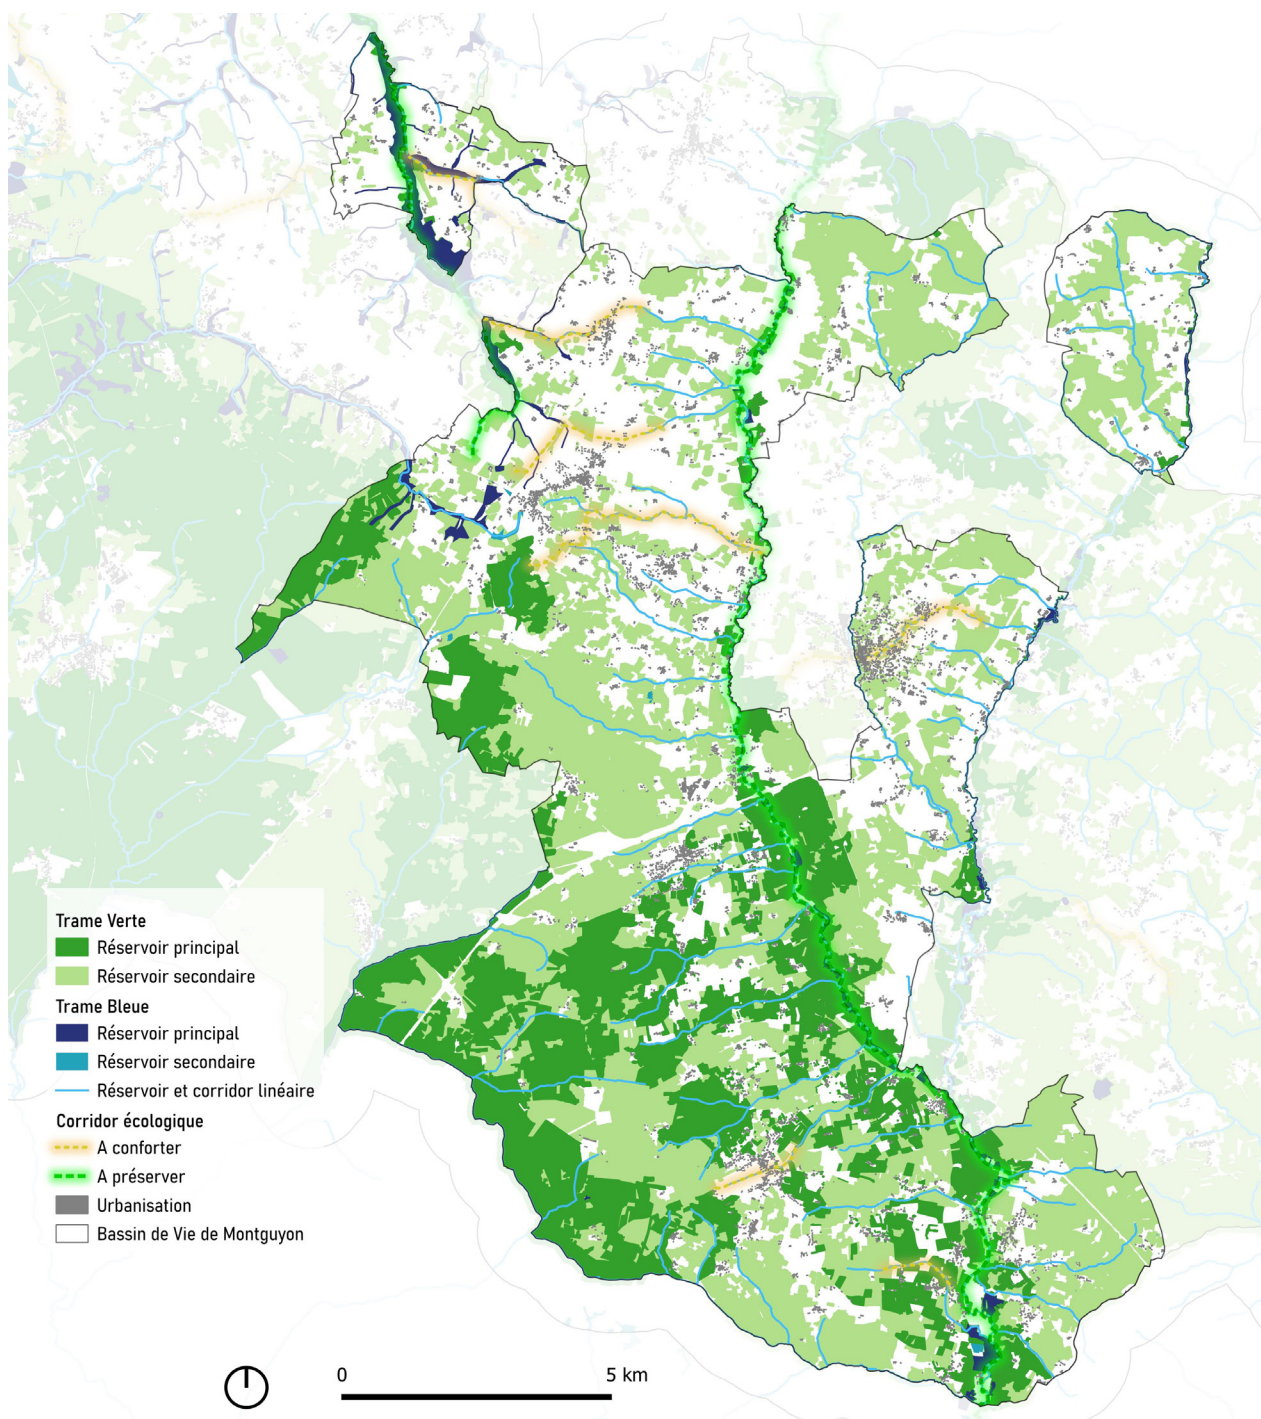 Trame Verte
Réservoir principal
Réservoir secondaire
Trame Bleue
Réservoir principal
Réservoir secondaire
Réservoir et corridor linéaire
Corridor écologique
A conforter
A préserver
Urbanisation
Bassin de Vie de Montguyon
0 5 km